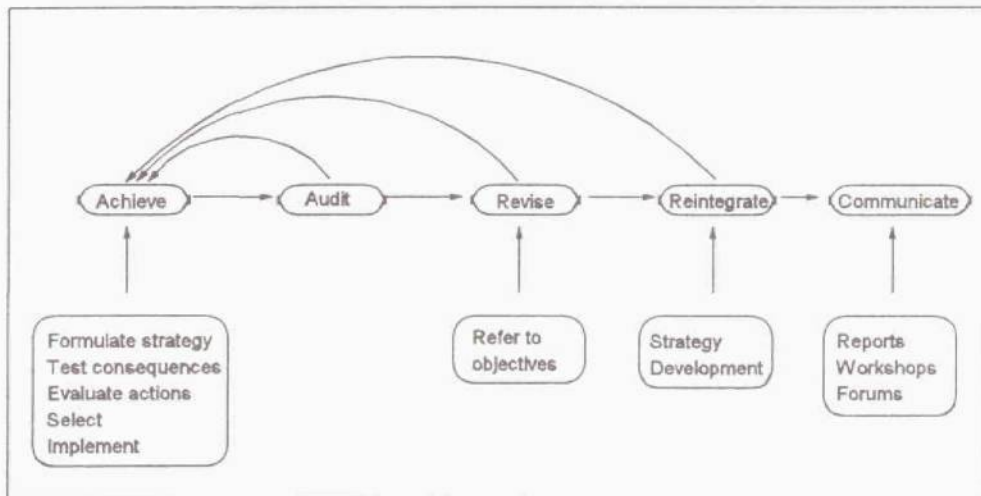 Achieve
Audit
Revise
Reintegrate
Communicate
Formulate strategy
Test consequences
Evaluate actions
Select
Implement
Refer to
objectives
Strategy
Development
Reports
Workshops
Forums